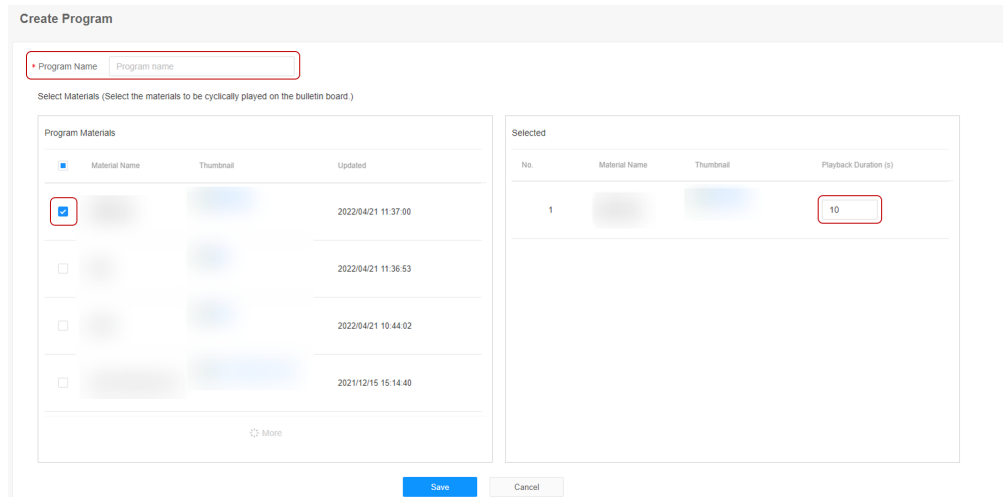 Create Program
* Program Name Program name
Select Materials (Select the materials to be cyclically played on the bulletin board.)
Program Materials
Material Name Thumbnail Updated
2022/04/21 11:37:00
2022/04/21 11:36:53
2022/04/21 10:44:02
2021/12/15 15:14:40
More
Selected
No. Material Name Thumbnail Playback Duration (s)
1 10
Save Cancel